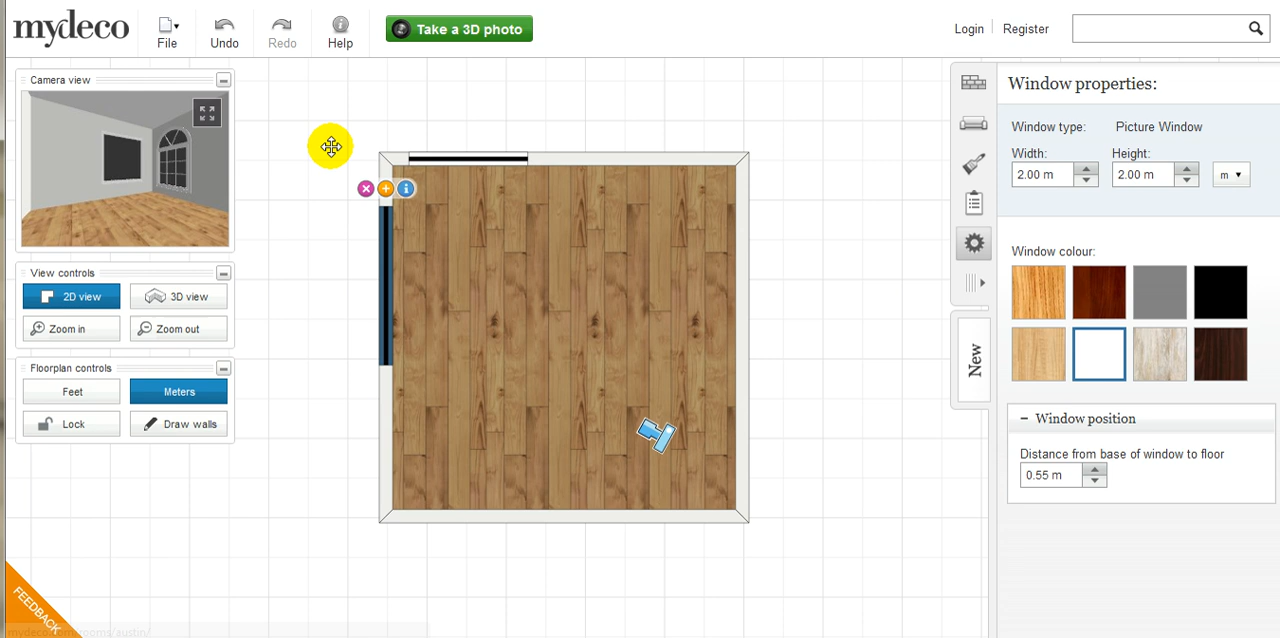 mydeco
File
Undo
Redo
Help
Take a 3D photo
Login
Register
Camera view
View controls
2D view
3D view
Zoom in
Zoom out
Floorplan controls
Feet
Meters
Lock
Draw walls
FEEDBACK
New
Window properties:
Window type: Picture Window
Width: Height:
2.00 m 2.00 m m
Window colour:
Window position
Distance from base of window to floor
0.55 m